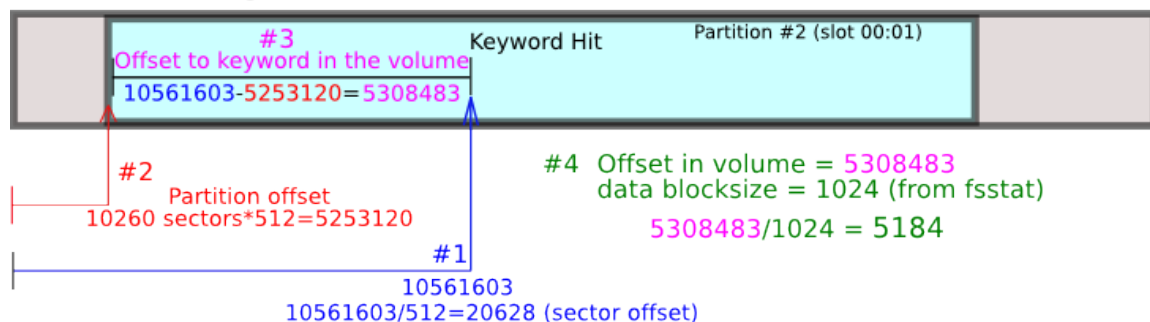 #3
Offset to keyword in the volume
10561603-5253120=5308483
Keyword Hit
Partition #2 (slot 00:01)
#2
Partition offset
10260 sectors*512=5253120
#4 Offset in volume = 5308483
data blocksize = 1024 (from fsstat)
5308483/1024 = 5184
#1
10561603
10561603/512=20628 (sector offset)